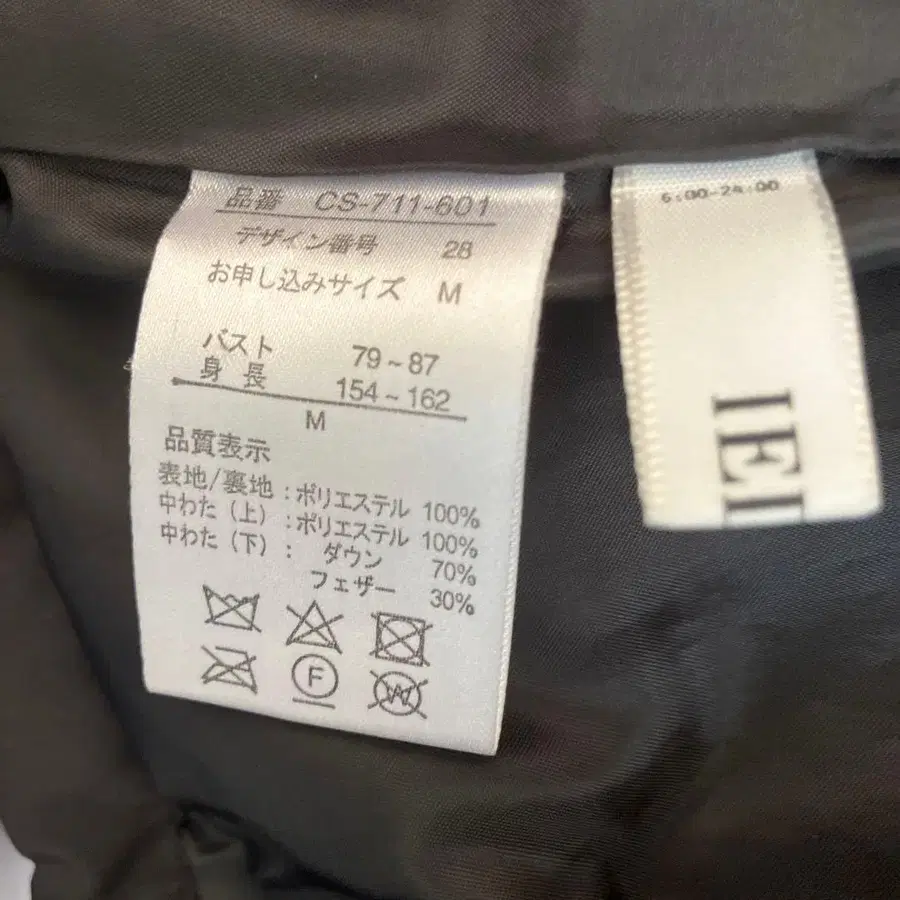 品番 CS-711-601
デザイン番号 28
お申し込みサイズ M
バスト 79~87
身長 154~162
M
品質表示
表地/裏地:ポリエステル 100%
中わた(上):ポリエステル 100%
中わた(下): ダウン 70%
フェザー 30%
F
W
6:00-24:00